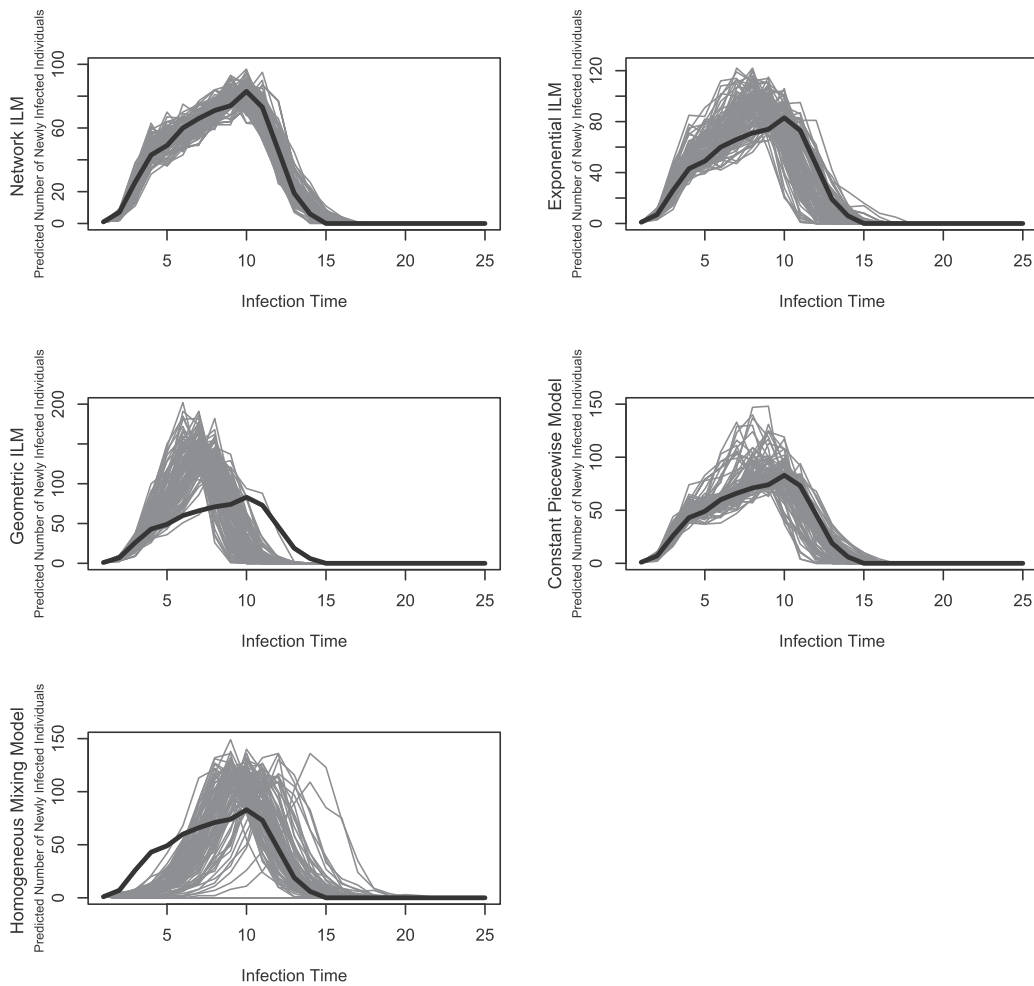 Network ILM
Predicted Number of Newly Infected Individuals
0 20 60 100
5 10 15 20 25
Infection Time
Exponential ILM
Predicted Number of Newly Infected Individuals
0 40 80 120
5 10 15 20 25
Infection Time
Geometric ILM
Predicted Number of Newly Infected Individuals
0 50 100 200
5 10 15 20 25
Infection Time
Constant Piecewise Model
Predicted Number of Newly Infected Individuals
0 50 100 150
5 10 15 20 25
Infection Time
Homogeneous Mixing Model
Predicted Number of Newly Infected Individuals
0 50 100 150
5 10 15 20 25
Infection Time